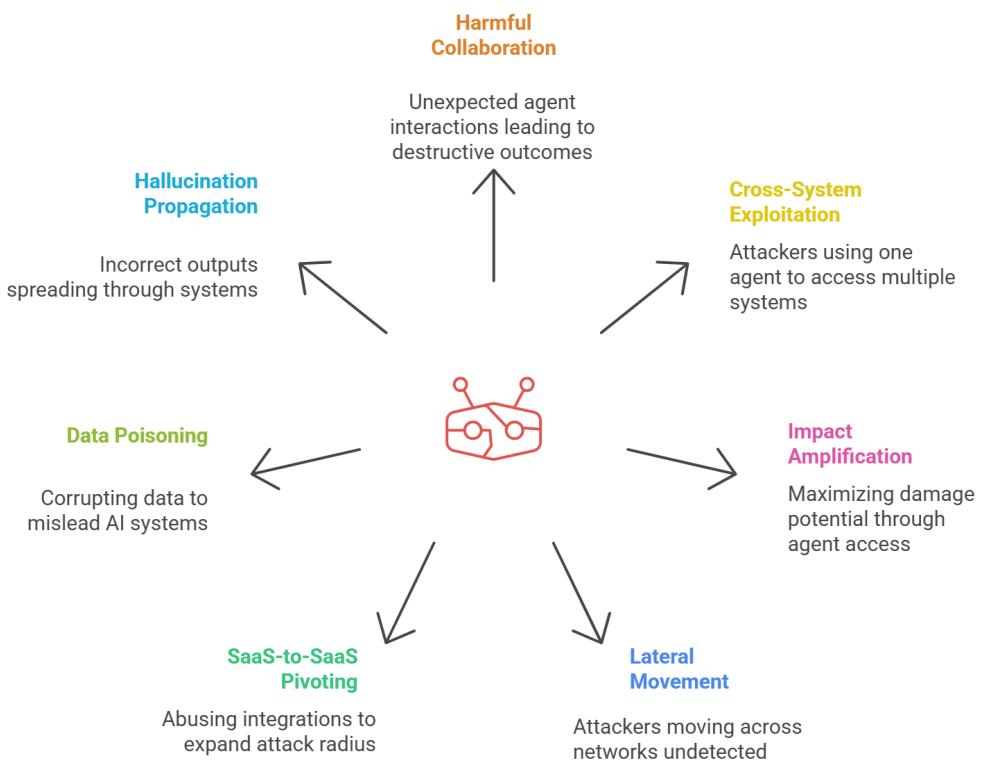 Harmful
Collaboration
Unexpected agent
interactions leading to
destructive outcomes
Hallucination
Propagation
Incorrect outputs
spreading through systems
Cross-System
Exploitation
Attackers using one
agent to access multiple
systems
Data Poisoning
Corrupting data to
mislead AI systems
Impact
Amplification
Maximizing damage
potential through
agent access
SaaS-to-SaaS
Pivoting
Abusing integrations to
expand attack radius
Lateral
Movement
Attackers moving across
networks undetected